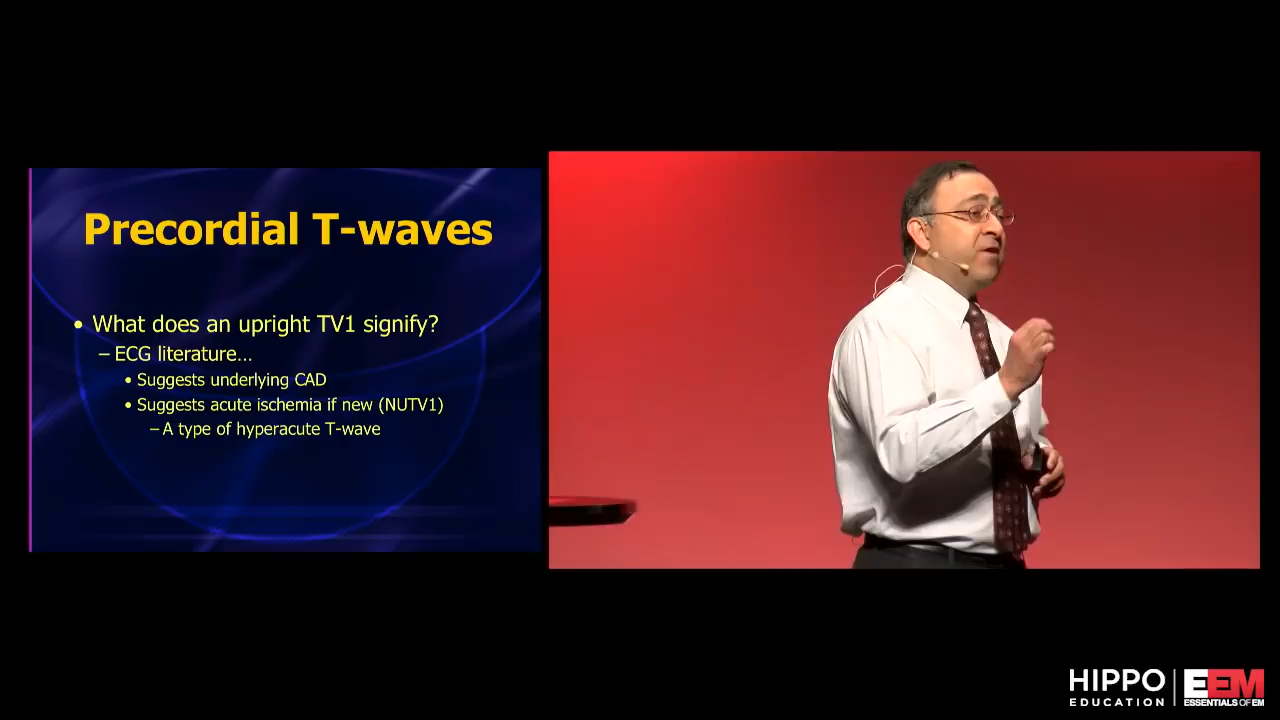 Precordial T-waves
• What does an upright TV1 signify?
– ECG literature...
• Suggests underlying CAD
• Suggests acute ischemia if new (NUTV1)
– A type of hyperacute T-wave
HIPPO
EDUCATION
EEM
ESSENTIALS OF EM